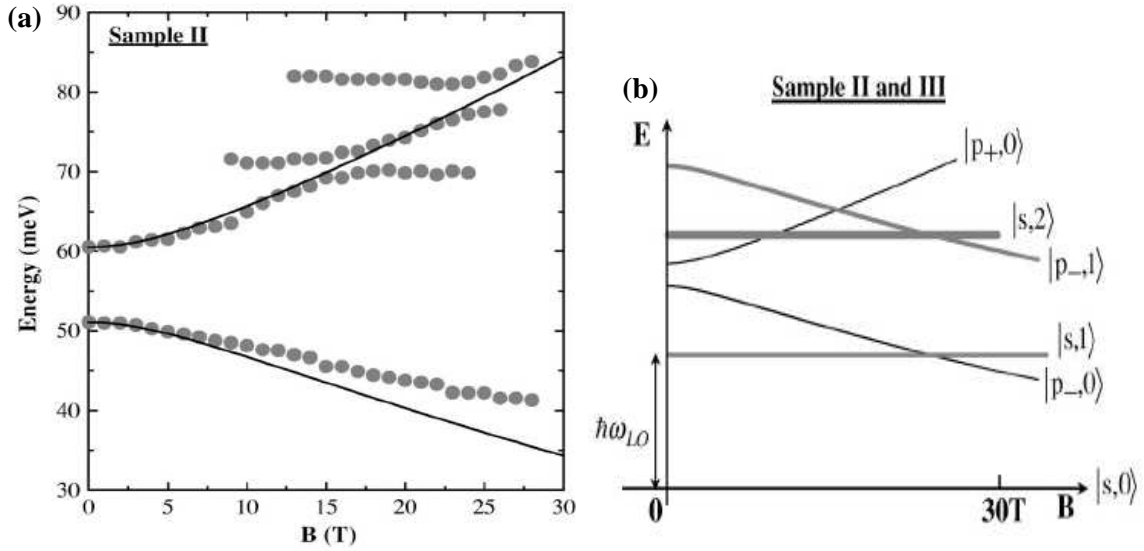 (a)
Sample II
90
80
70
60
50
40
30
Energy (meV)
0 5 10 15 20 25 30
B (T)
(b)
Sample II and III
E
|p₊,0⟩
|s,2⟩
|p₋,1⟩
|s,1⟩
|p₋,0⟩
ħω_LO
|s,0⟩
0 30T B